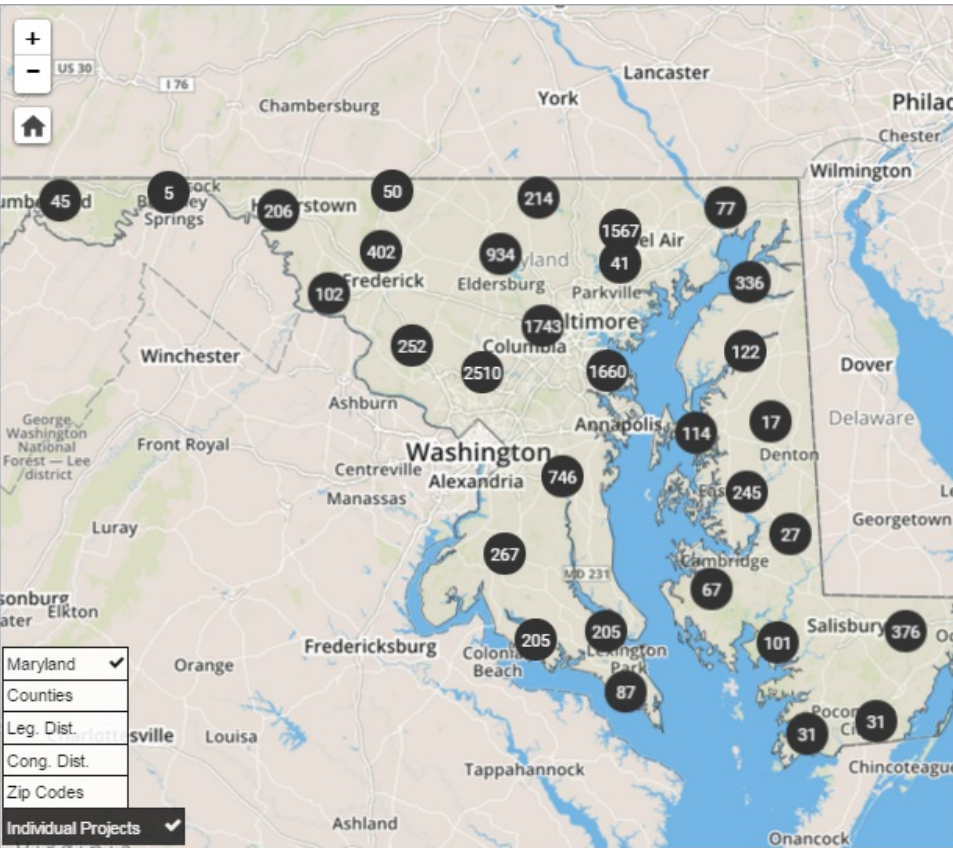 +
−
US 30
I 76
Lancaster
York
Philad
Chambersburg
Chester
Wilmington
45
5
206
50
214
77
Springs
1567
el Air
402
934
yland
41
Frederick
Eldersburg
Parkville
336
102
1743
ltimore
Columbia
252
122
Winchester
2510
1660
Dover
Ashburn
George
Washington
National
Forest — Lee
district
Front Royal
Annapolis
114
17
Delaware
Denton
Washington
Centreville
Alexandria
746
Manassas
245
Luray
Georgetown
27
267
MD 231
Cambridge
67
sonburg
ater
Elkton
205
205
101
Salisbury
376
Fredericksburg
Colonial
Beach
Lexington
Park
Orange
87
Maryland
Counties
Leg. Dist.
Cong. Dist.
Zip Codes
Individual Projects
sville
Louisa
31
31
Tappahannock
Chincoteague
Ashland
Onancock